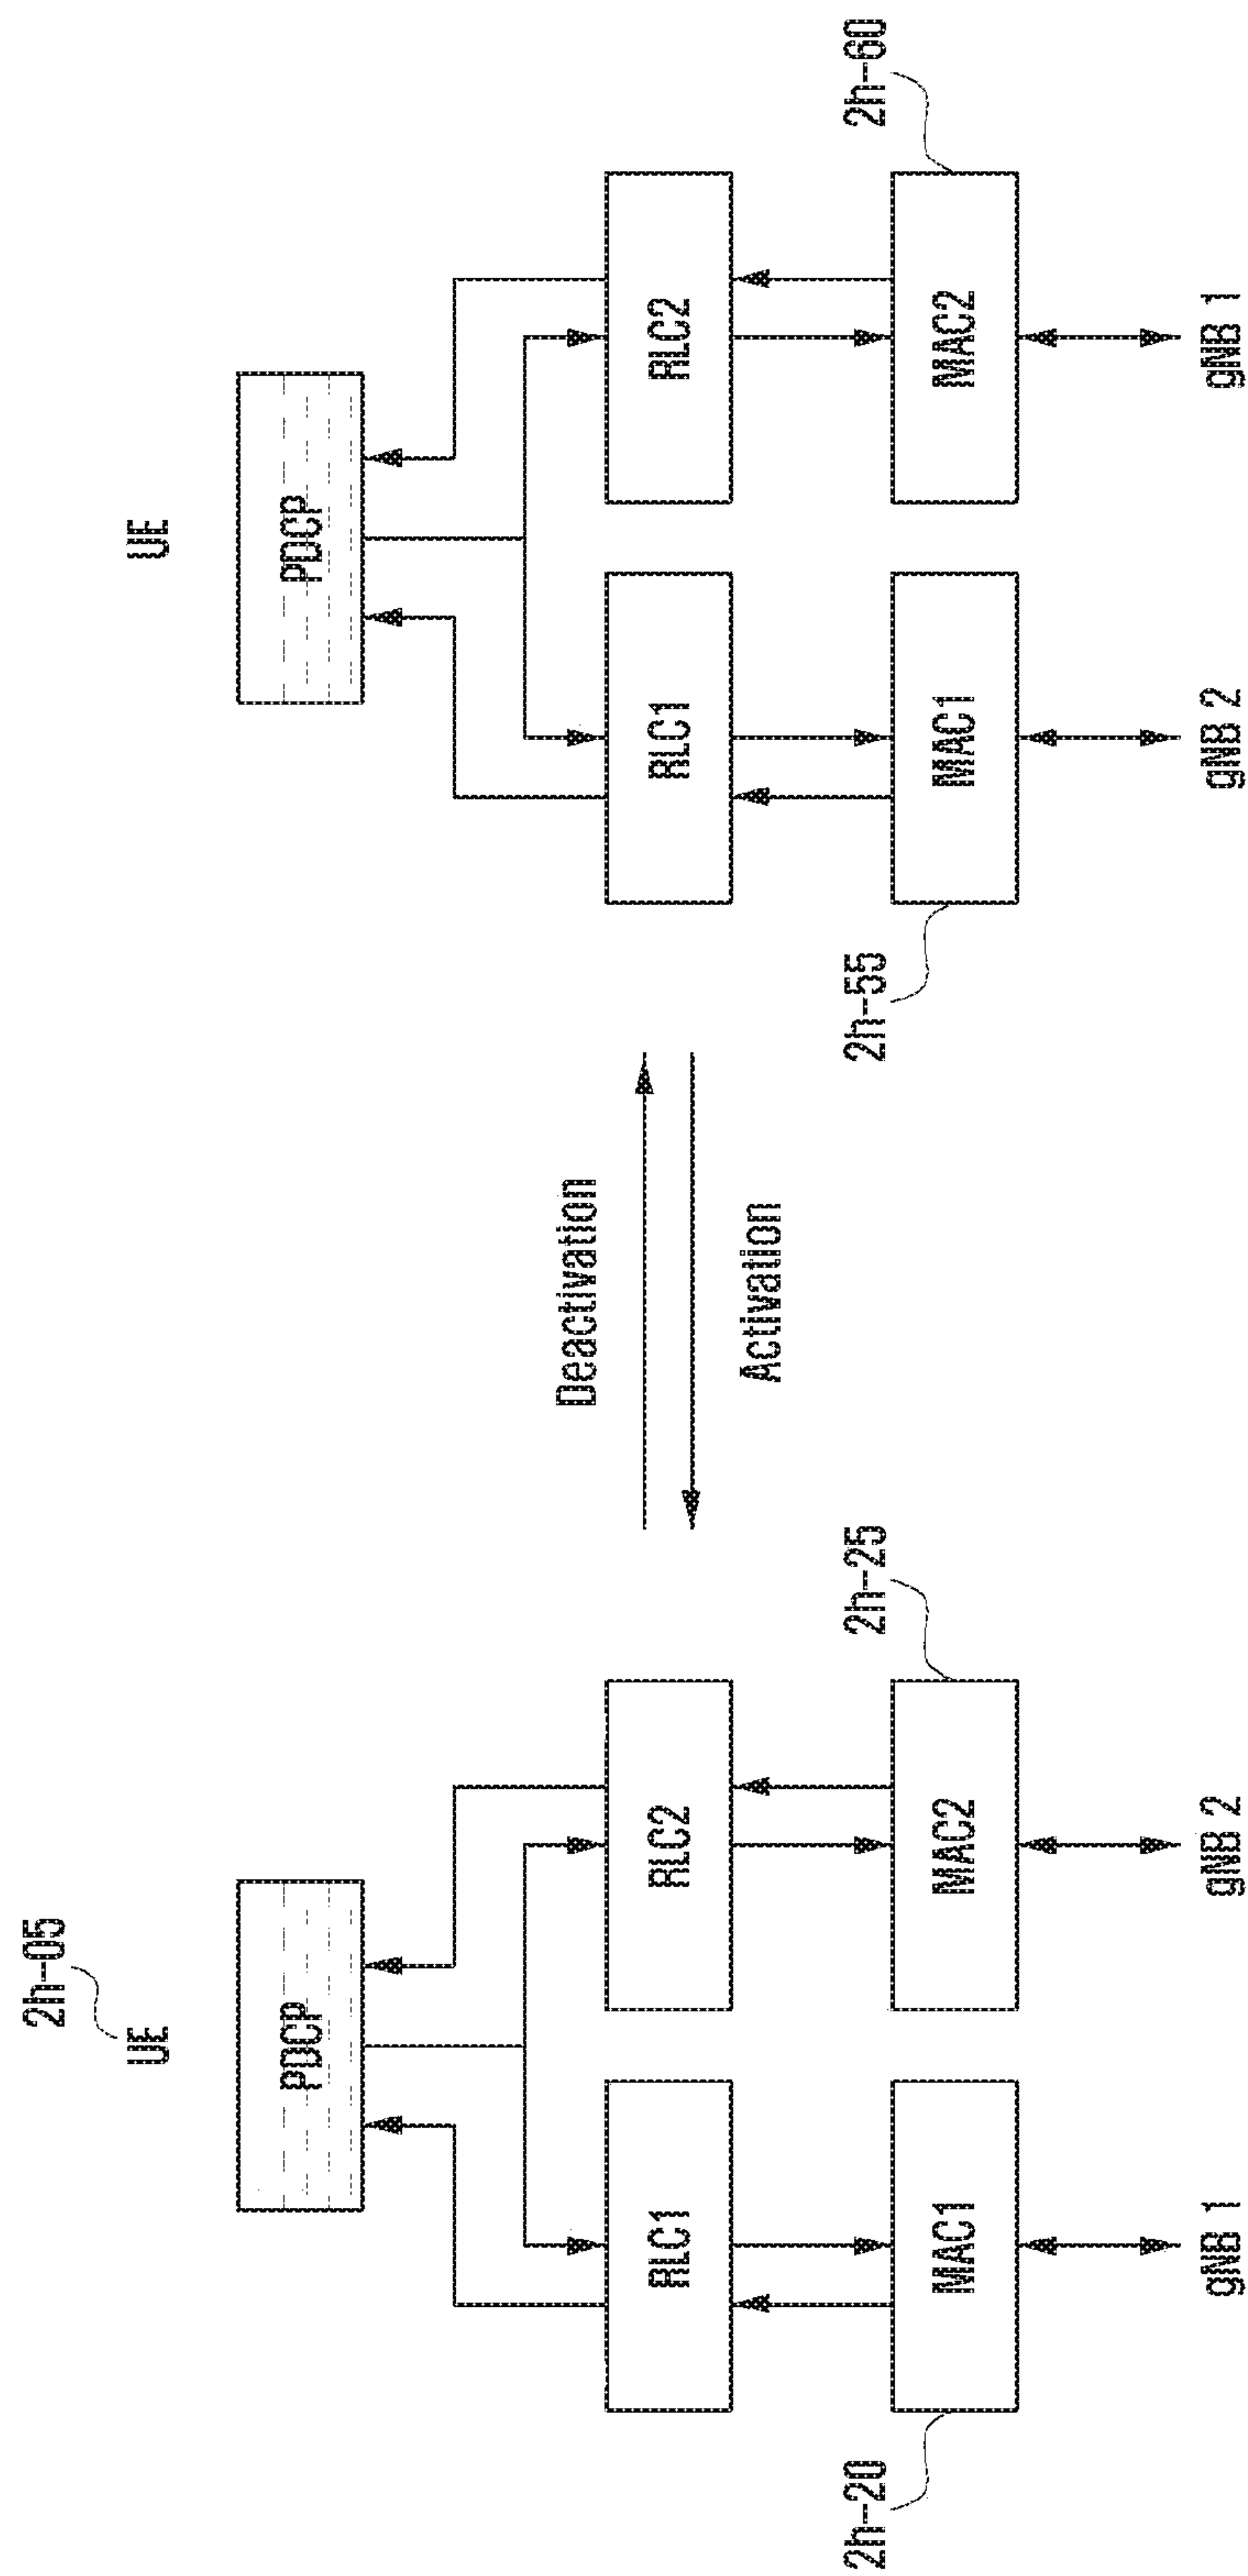 2h-05
UE
UE
PDCP
PDCP
Deactivation
RLC1
RLC2
RLC1
RLC2
Activation
2h-20
2h-25
2h-55
2h-60
MAC1
MAC2
MAC1
MAC2
gNB 1
gNB 2
gNB 2
gNB 1